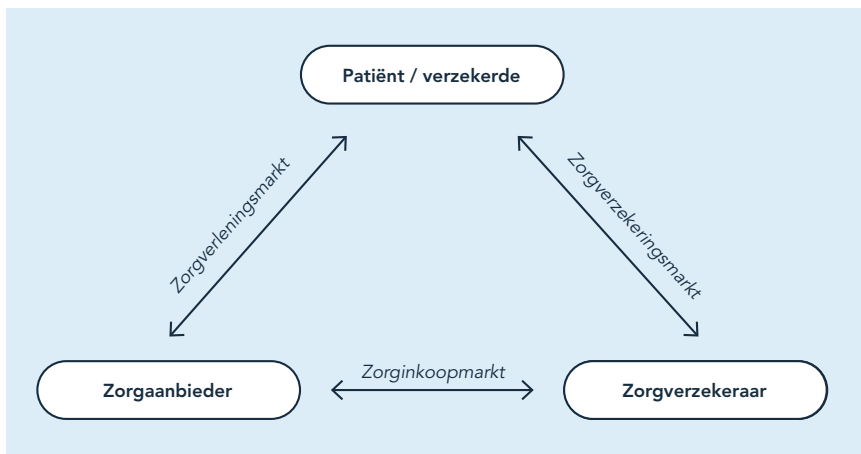 Patiënt / verzekerde
Zorgverleningsmarkt
Zorgverzekeringsmarkt
Zorginkoopmarkt
Zorgaanbieder
Zorgverzekeraar